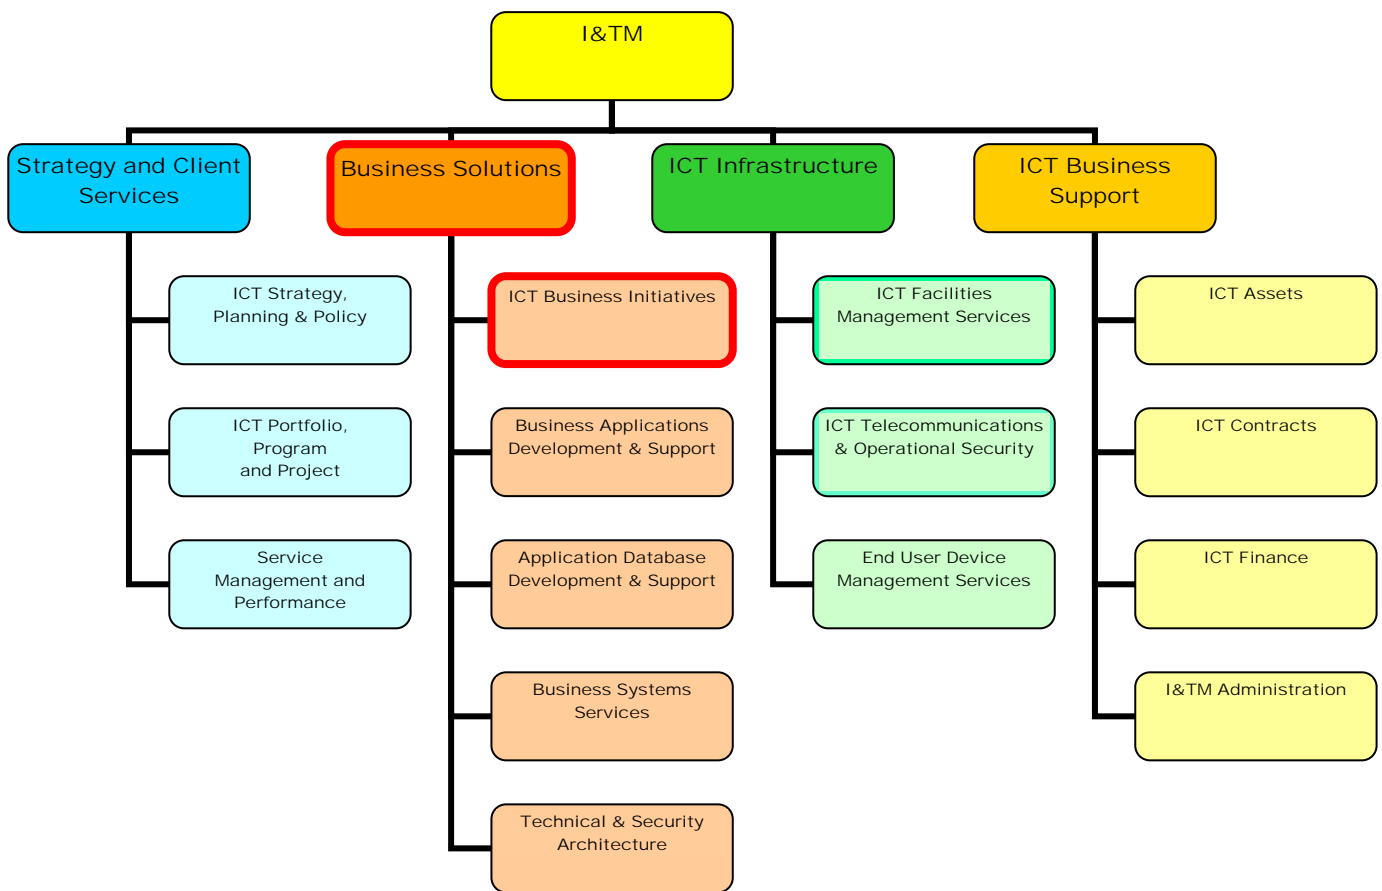 I&TM
Strategy and Client
Services
Business Solutions
ICT Infrastructure
ICT Business
Support
ICT Strategy,
Planning & Policy
ICT Portfolio,
Program
and Project
Service
Management and
Performance
ICT Business Initiatives
Business Applications
Development & Support
Application Database
Development & Support
Business Systems
Services
Technical & Security
Architecture
ICT Facilities
Management Services
ICT Telecommunications
& Operational Security
End User Device
Management Services
ICT Assets
ICT Contracts
ICT Finance
I&TM Administration